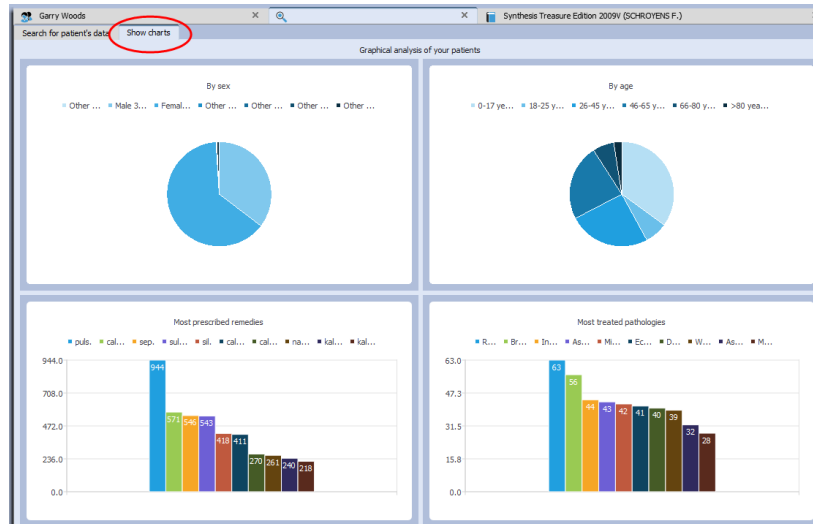 Garry Woods
Synthesis Treasure Edition 2009V (SCHROYENS F.)
Search for patient's data
Show charts
Graphical analysis of your patients
By sex
Other ... Male 3... Femal... Other ... Other ... Other ... Other ...
By age
0-17 ye... 18-25 y... 26-45 y... 46-65 y... 66-80 y... >80 yea...
Most prescribed remedies
puls. cal... sep. sul... sil. cal... cal... na... kal... kal...
944.0
708.0
472.0
236.0
0.0
944
571
546
543
418
411
270
261
240
218
Most treated pathologies
R... Br... In... As... Mi... Ec... D... W... As... M...
63.0
47.3
31.5
15.8
0.0
63
56
44
43
42
41
40
39
32
28